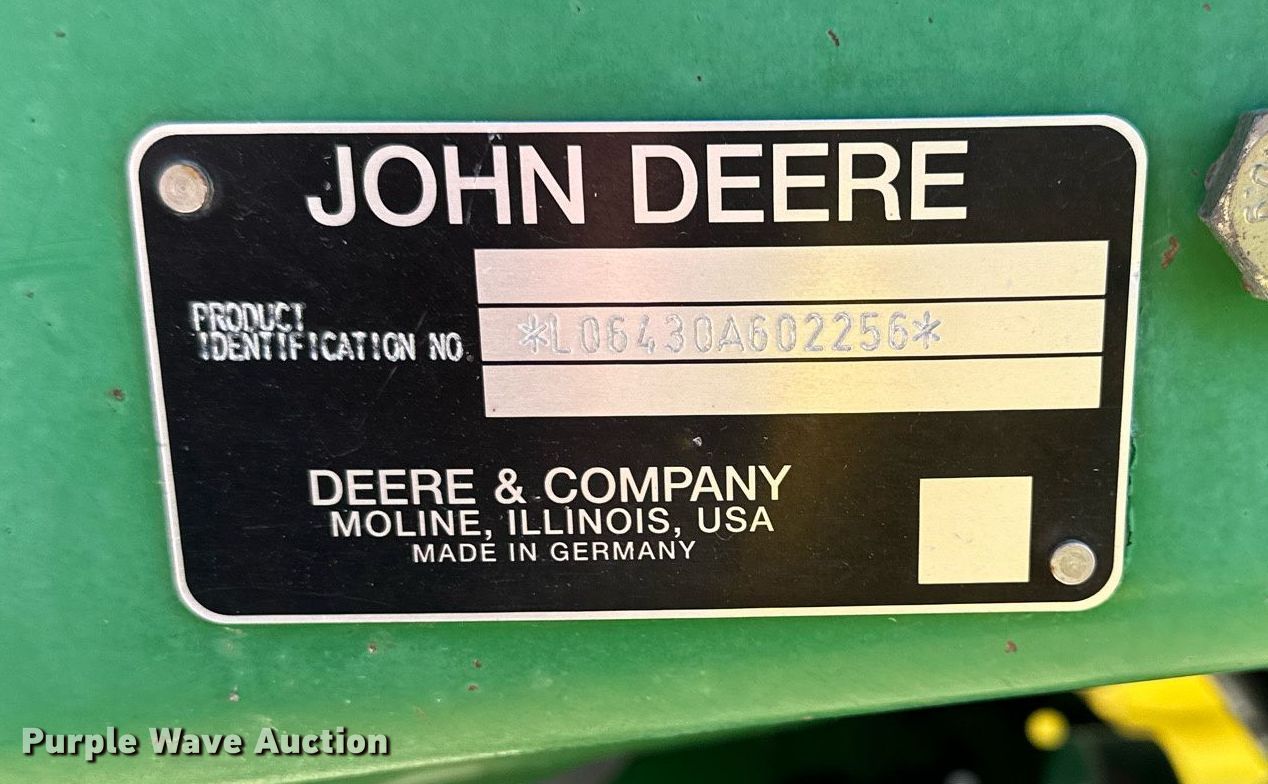 JOHN DEERE
PRODUCT
IDENTIFICATION NO.
*L06430A602256*
DEERE & COMPANY
MOLINE, ILLINOIS, USA
MADE IN GERMANY
Purple Wave Auction